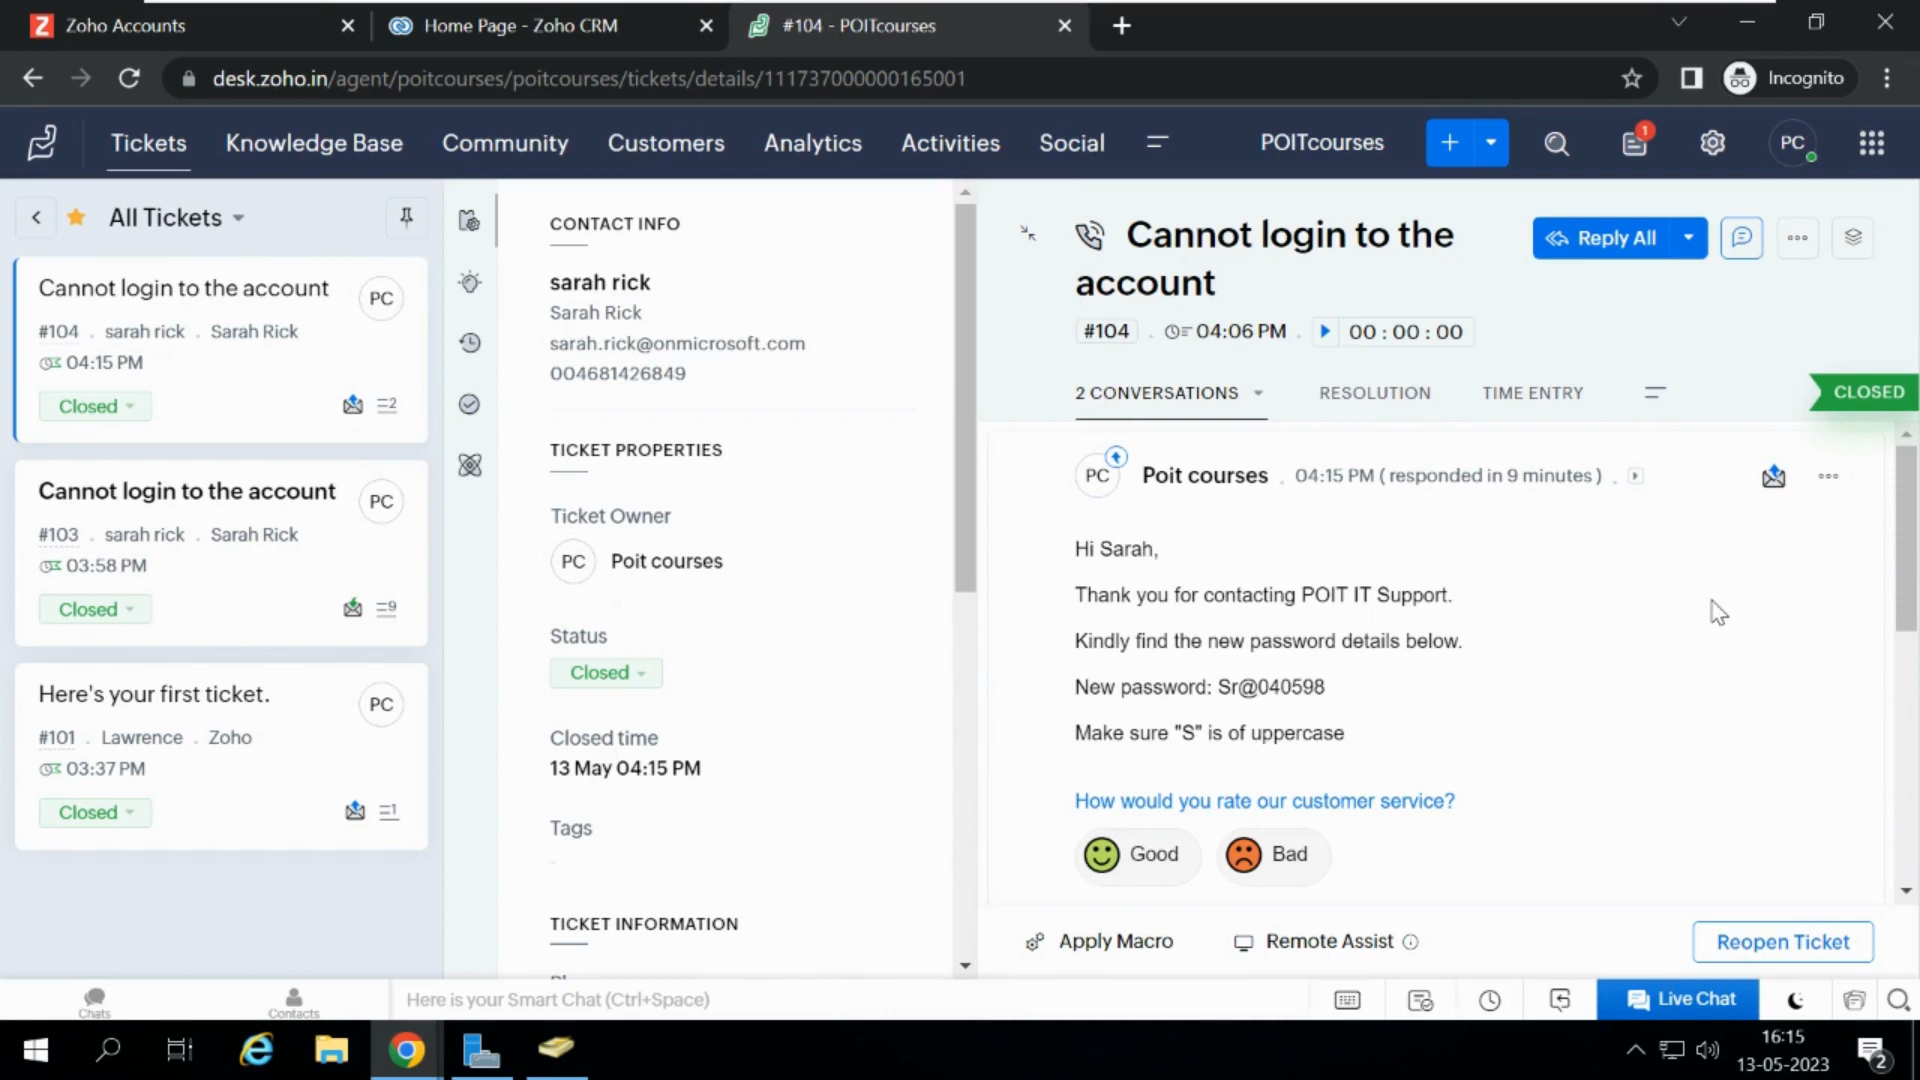 Zoho Accounts
Home Page - Zoho CRM
#104 - POITcourses
desk.zoho.in/agent/poitcourses/poitcourses/tickets/details/111737000000165001
Incognito
Tickets
Knowledge Base
Community
Customers
Analytics
Activities
Social
POITcourses
1
PC
All Tickets
Cannot login to the account
PC
#104 . sarah rick . Sarah Rick
04:15 PM
Closed
2
Cannot login to the account
PC
#103 . sarah rick . Sarah Rick
03:58 PM
Closed
9
Here's your first ticket.
PC
#101 . Lawrence . Zoho
03:37 PM
Closed
1
CONTACT INFO
sarah rick
Sarah Rick
sarah.rick@onmicrosoft.com
004681426849
TICKET PROPERTIES
Ticket Owner
PC Poit courses
Status
Closed
Closed time
13 May 04:15 PM
Tags
-
TICKET INFORMATION
Cannot login to the
account
Reply All
#104 . 04:06 PM . 00 : 00 : 00
2 CONVERSATIONS
RESOLUTION
TIME ENTRY
CLOSED
PC Poit courses . 04:15 PM ( responded in 9 minutes ) .
Hi Sarah,
Thank you for contacting POIT IT Support.
Kindly find the new password details below.
New password: Sr@040598
Make sure "S" is of uppercase
How would you rate our customer service?
Good
Bad
Apply Macro
Remote Assist
Reopen Ticket
Chats
Contacts
Here is your Smart Chat (Ctrl+Space)
Live Chat
16:15
13-05-2023
2